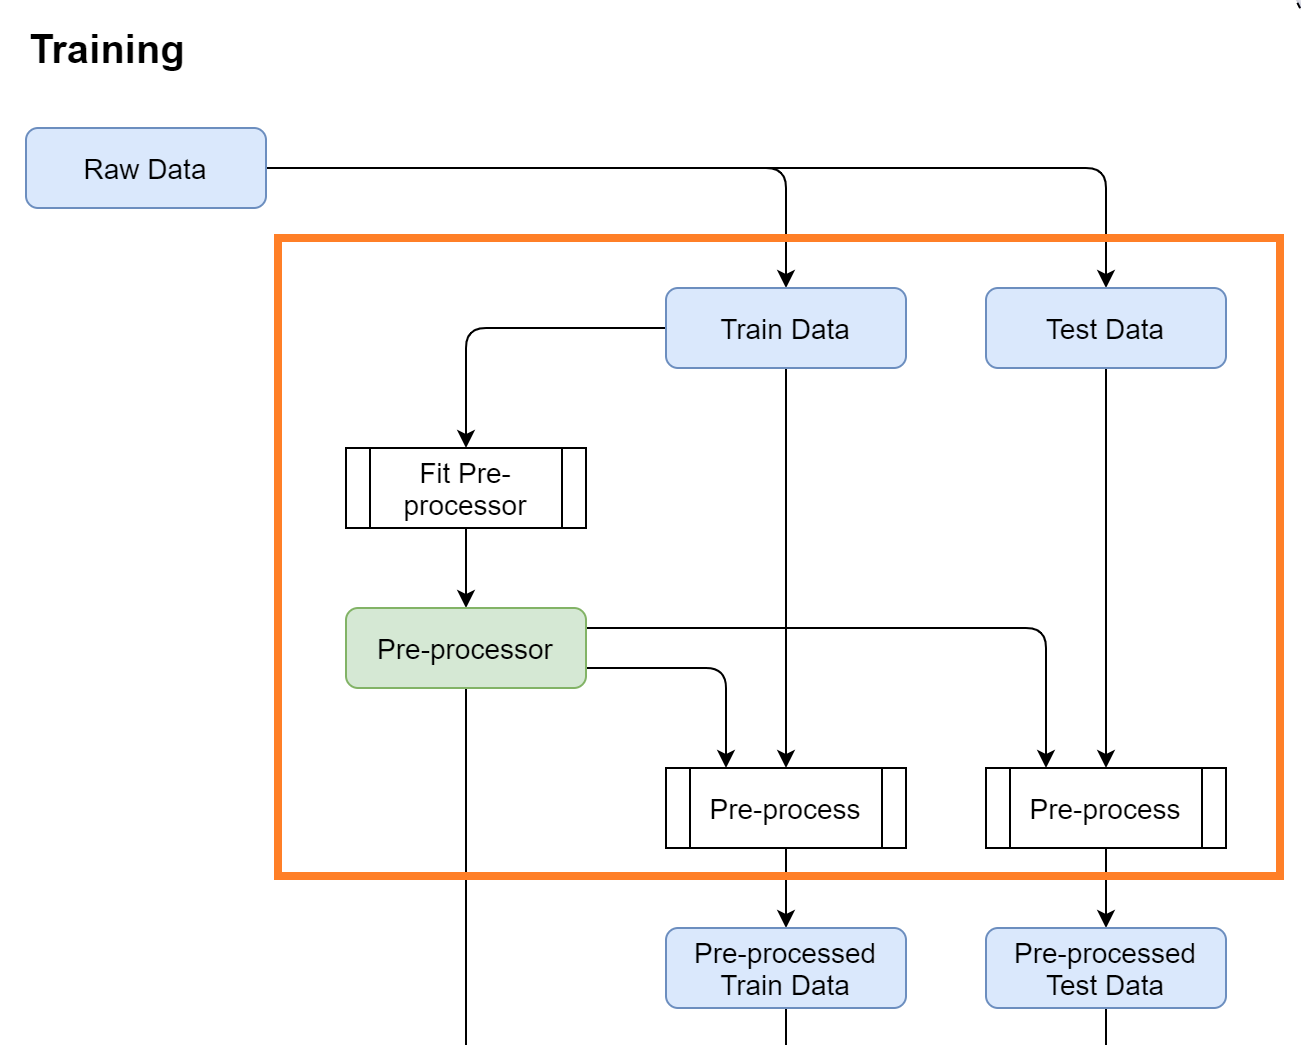 Training
Raw Data
Train Data
Test Data
Fit Pre-
processor
Pre-processor
Pre-process
Pre-process
Pre-processed
Train Data
Pre-processed
Test Data